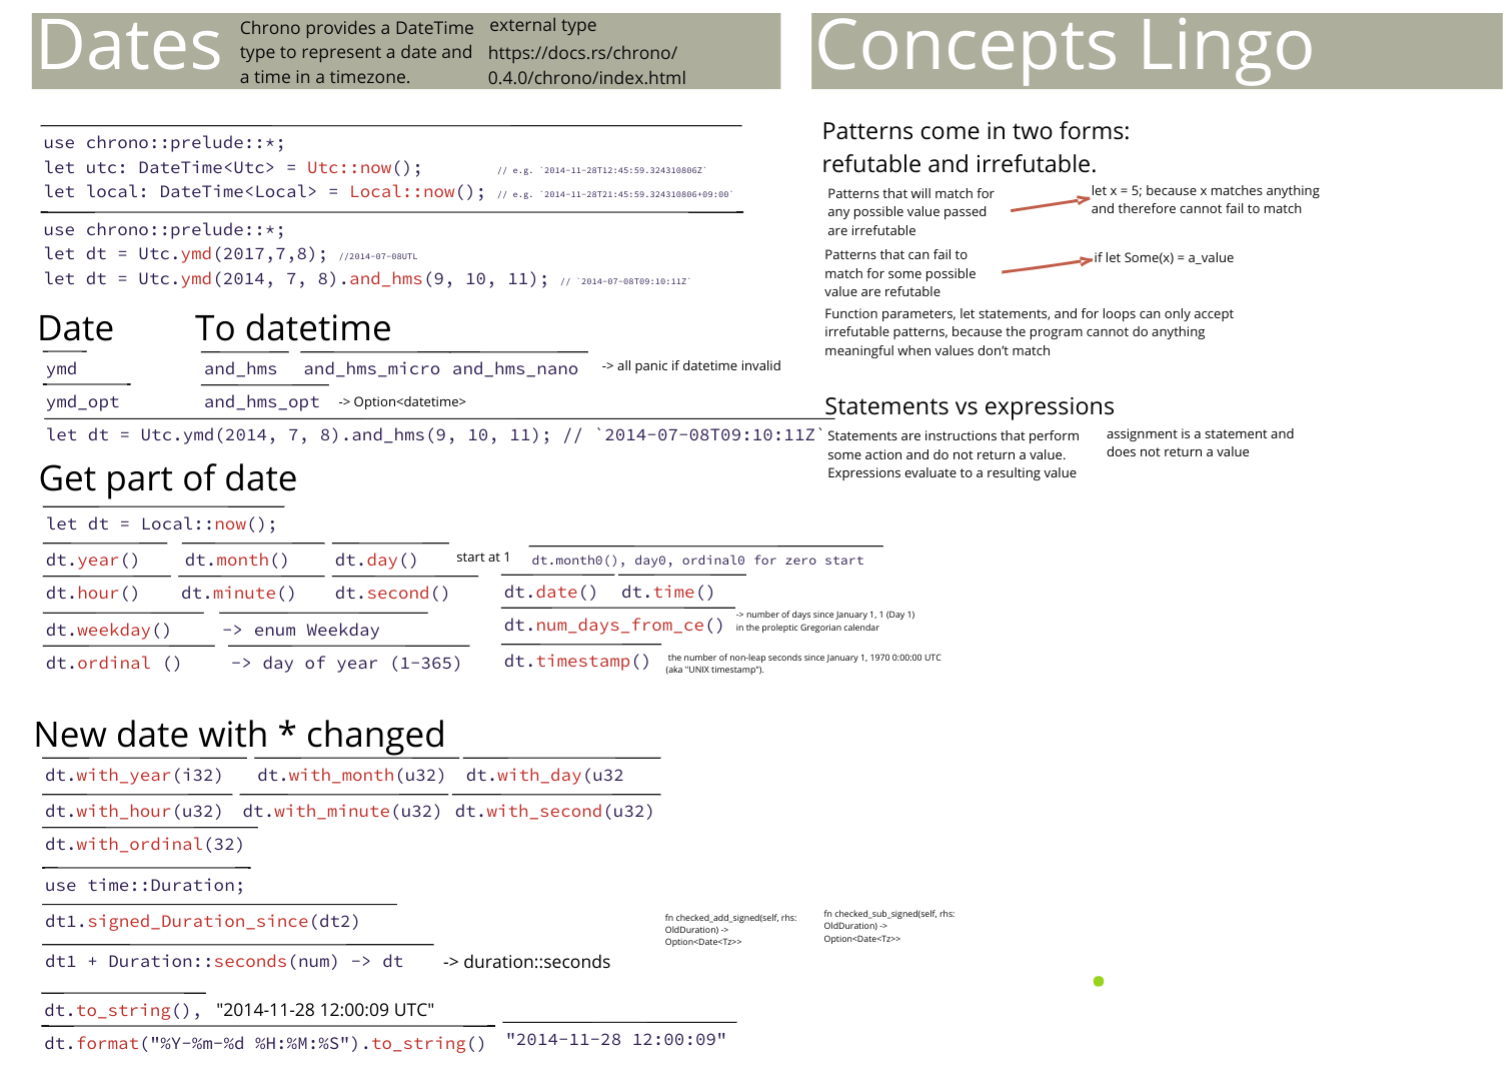 Dates
Chrono provides a DateTime
type to represent a date and
a time in a timezone.
external type
https://docs.rs/chrono/
0.4.0/chrono/index.html
use chrono::prelude::*;
let utc: DateTime<Utc> = Utc::now(); // e.g. `2014-11-28T12:45:59.324310806Z`
let local: DateTime<Local> = Local::now(); // e.g. `2014-11-28T21:45:59.324310806+09:00`
use chrono::prelude::*;
let dt = Utc.ymd(2017,7,8); //2014-07-08UTL
let dt = Utc.ymd(2014, 7, 8).and_hms(9, 10, 11); // `2014-07-08T09:10:11Z`
Date To datetime
ymd and_hms and_hms_micro and_hms_nano -> all panic if datetime invalid
ymd_opt and_hms_opt -> Option<datetime>
let dt = Utc.ymd(2014, 7, 8).and_hms(9, 10, 11); // `2014-07-08T09:10:11Z`
Get part of date
let dt = Local::now();
dt.year() dt.month() dt.day() start at 1 dt.month0(), day0, ordinal0 for zero start
dt.hour() dt.minute() dt.second() dt.date() dt.time()
dt.weekday() -> enum Weekday dt.num_days_from_ce() -> number of days since January 1, 1 (Day 1)
in the proleptic Gregorian calendar
dt.ordinal () -> day of year (1-365) dt.timestamp() the number of non-leap seconds since January 1, 1970 0:00:00 UTC
(aka "UNIX timestamp").
New date with * changed
dt.with_year(i32) dt.with_month(u32) dt.with_day(u32
dt.with_hour(u32) dt.with_minute(u32) dt.with_second(u32)
dt.with_ordinal(32)
use time::Duration;
dt1.signed_Duration_since(dt2)
fn checked_add_signed(self, rhs:
OldDuration) ->
Option<Date<Tz>>
fn checked_sub_signed(self, rhs:
OldDuration) ->
Option<Date<Tz>>
dt1 + Duration::seconds(num) -> dt -> duration::seconds
dt.to_string(), "2014-11-28 12:00:09 UTC"
dt.format("%Y-%m-%d %H:%M:%S").to_string() "2014-11-28 12:00:09"
Concepts Lingo
Patterns come in two forms:
refutable and irrefutable.
Patterns that will match for
any possible value passed
are irrefutable
let x = 5; because x matches anything
and therefore cannot fail to match
Patterns that can fail to
match for some possible
value are refutable
if let Some(x) = a_value
Function parameters, let statements, and for loops can only accept
irrefutable patterns, because the program cannot do anything
meaningful when values don't match
Statements vs expressions
Statements are instructions that perform
some action and do not return a value.
Expressions evaluate to a resulting value
assignment is a statement and
does not return a value